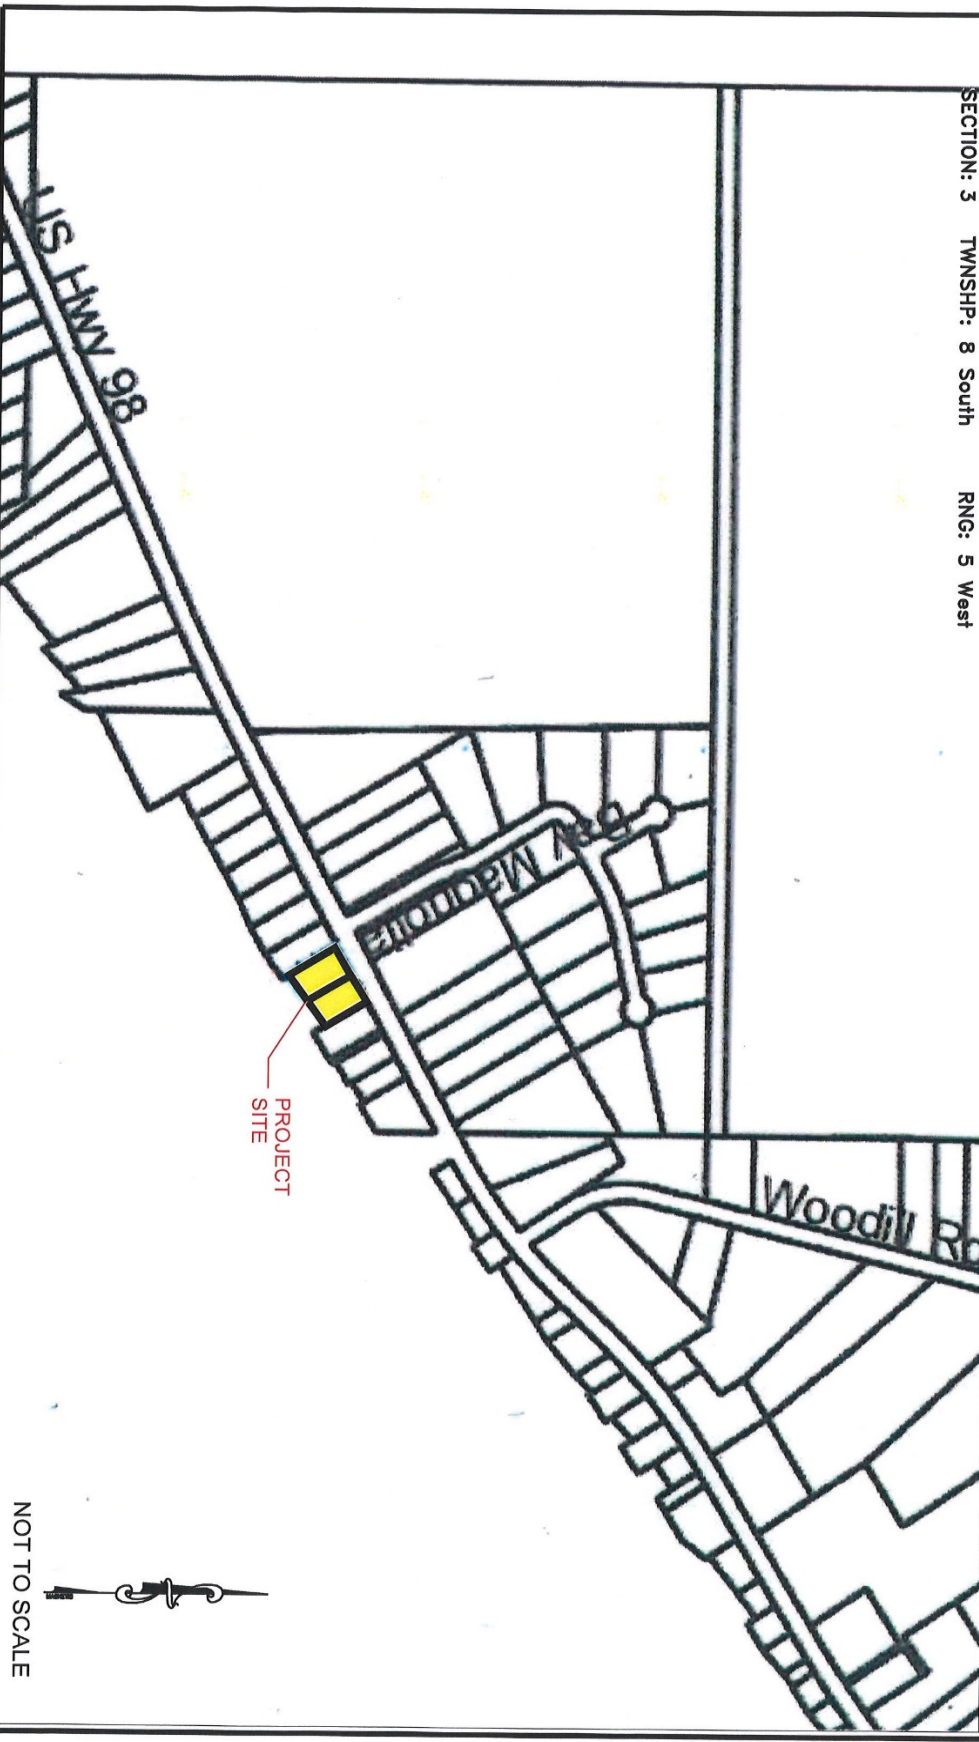 SECTION: 3 TWNSHP: 8 South RNG: 5 West
Woodill Rd
Bay Magnolia
US Hwy 98
PROJECT
SITE
NOT TO SCALE